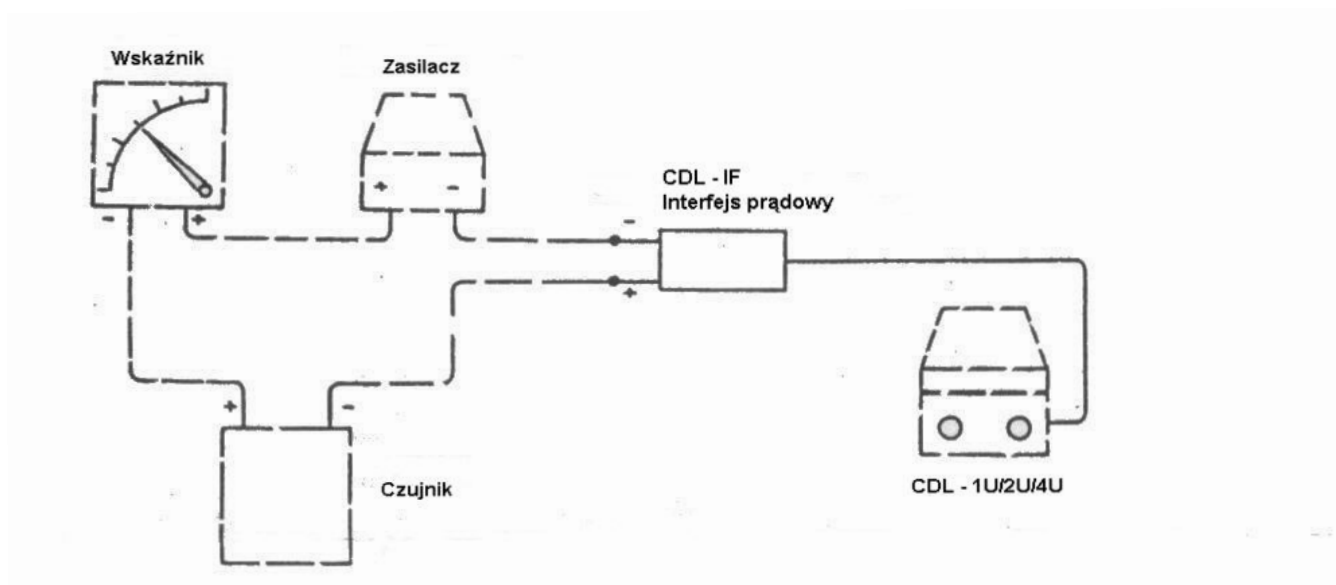 Wskaźnik
Zasilacz
- +
+ -
CDL - IF
Interfejs prądowy
-
+
+ -
Czujnik
CDL - 1U/2U/4U